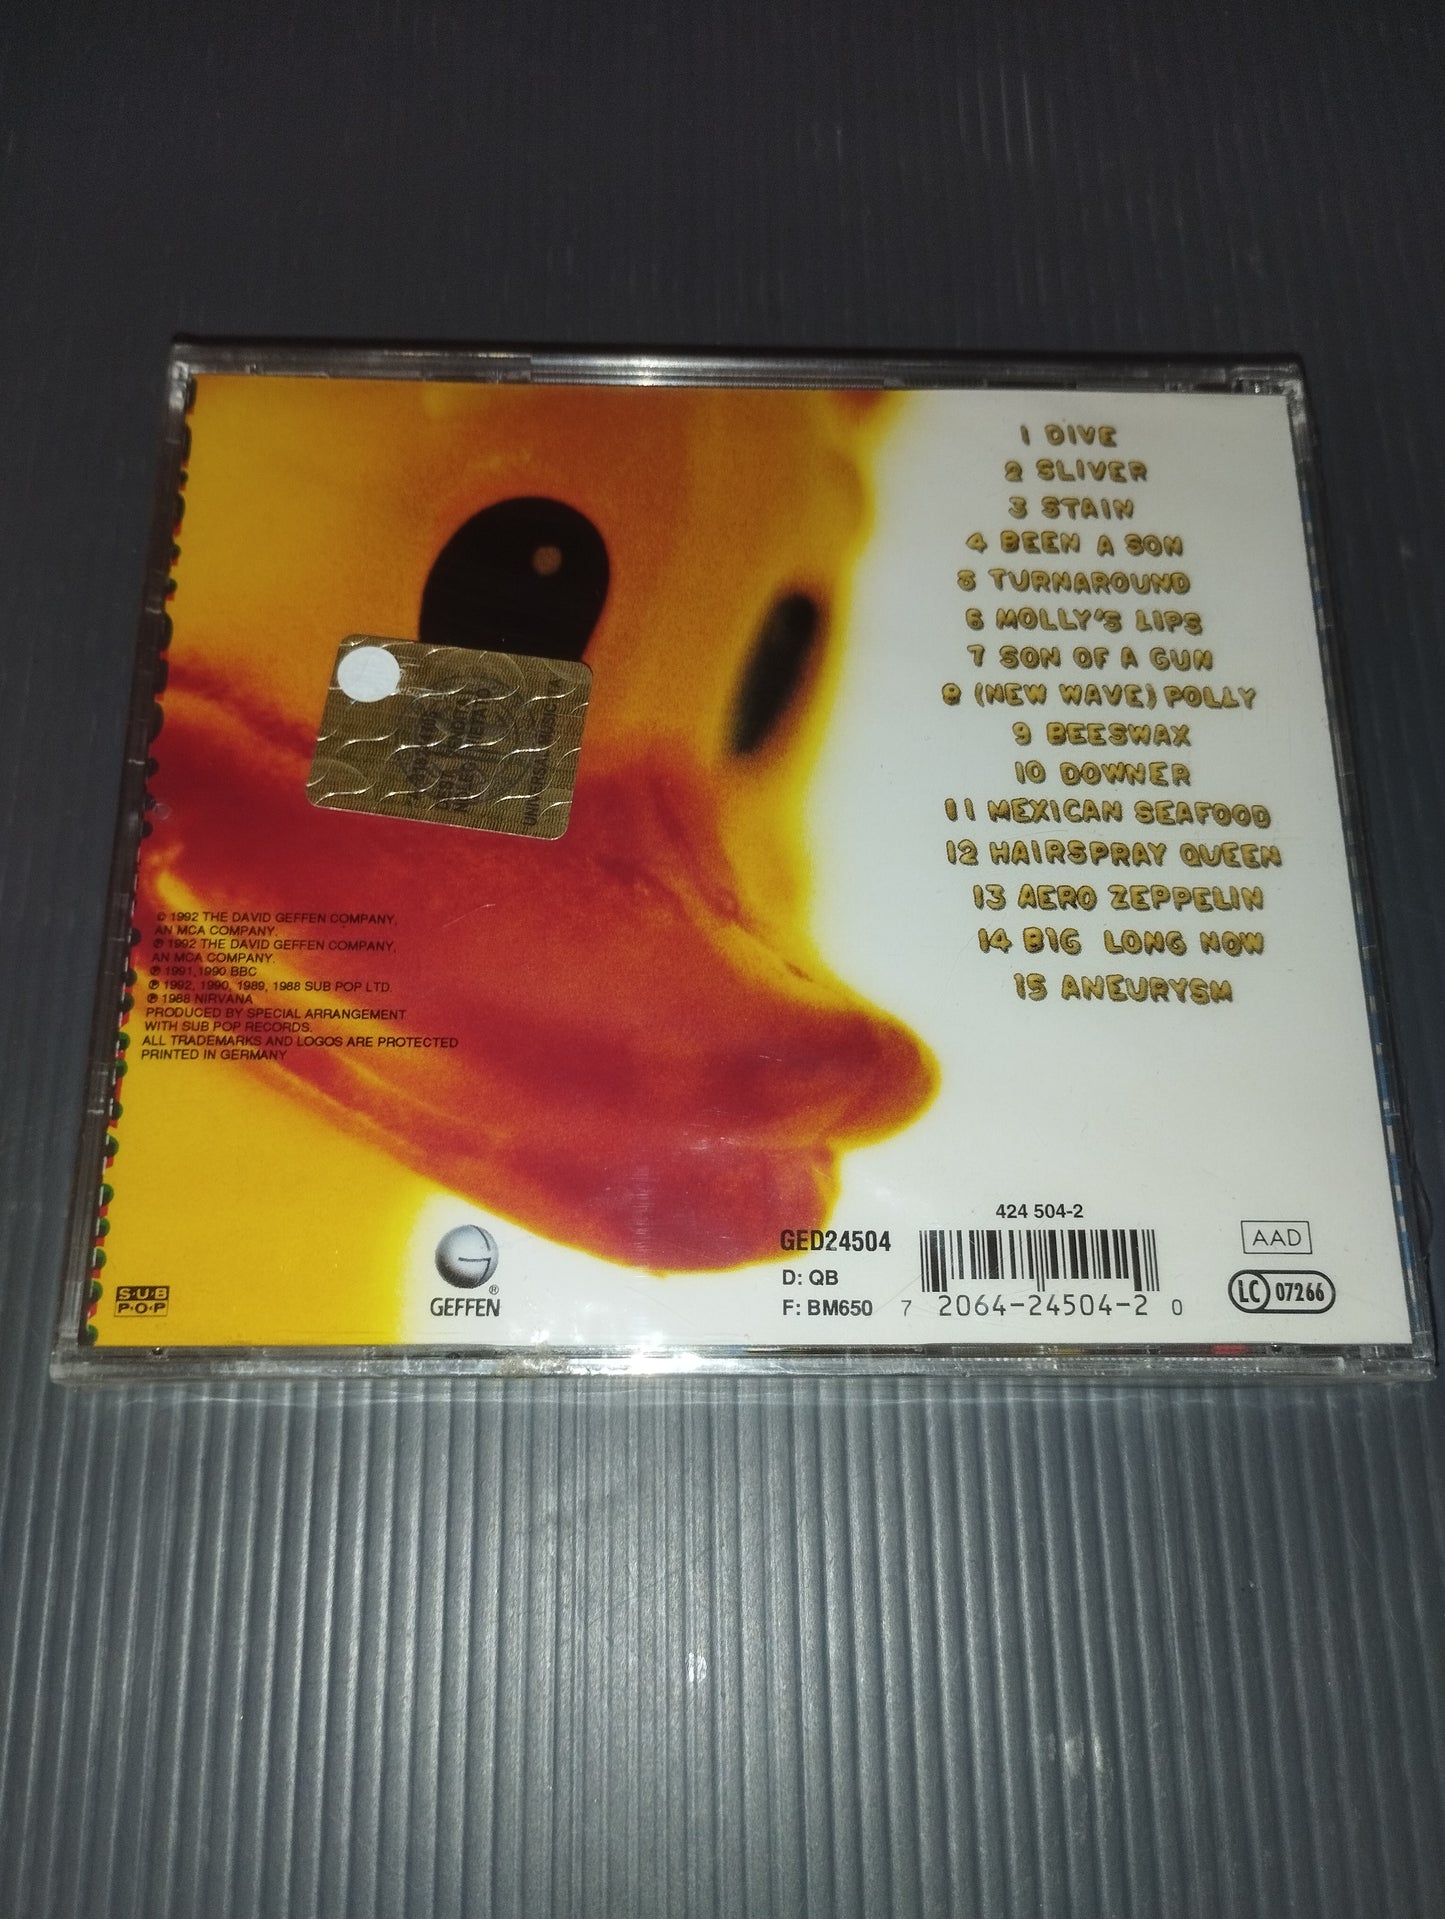 1 DIVE
2 SLIVER
3 STAIN
4 BEEN A SON
5 TURNAROUND
6 MOLLY'S LIPS
7 SON OF A GUN
8 (NEW WAVE) POLLY
9 BEESWAX
10 DOWNER
11 MEXICAN SEAFOOD
12 HAIRSPRAY QUEEN
13 AERO ZEPPELIN
14 BIG LONG NOW
15 ANEURYSM
UNIVERSAL MUSIC
© 1992 THE DAVID GEFFEN COMPANY,
AN MCA COMPANY.
℗ 1992 THE DAVID GEFFEN COMPANY,
AN MCA COMPANY.
℗ 1991, 1990 BBC
℗ 1992, 1990, 1989, 1988 SUB POP LTD.
℗ 1988 NIRVANA
PRODUCED BY SPECIAL ARRANGEMENT
WITH SUB POP RECORDS.
ALL TRADEMARKS AND LOGOS ARE PROTECTED
PRINTED IN GERMANY
SUB
POP
GEFFEN®
GED24504
D: QB
F: BM650
424 504-2
7 2064-24504-2 0
AAD
LC 07266